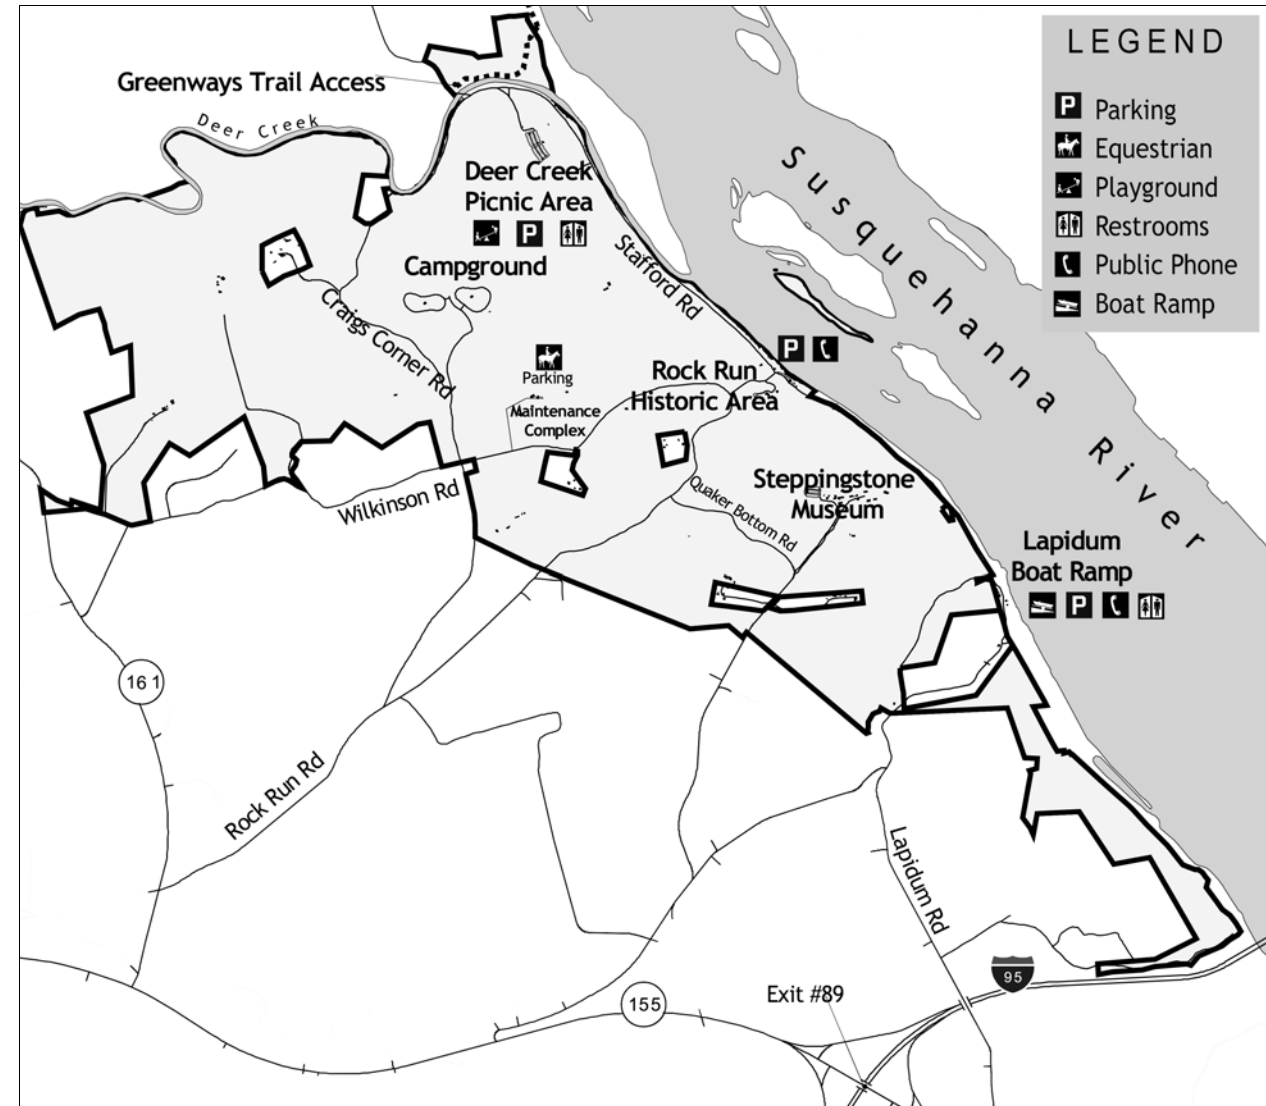 LEGEND
P Parking
Equestrian
Playground
Restrooms
Public Phone
Boat Ramp
Greenways Trail Access
Deer Creek
Deer Creek
Picnic Area
P
Campground
Stafford Rd
Susquehanna River
Craigs Corner Rd
P
Parking
Rock Run
Historic Area
Maintenance
Complex
Wilkinson Rd
Quaker Bottom Rd
Steppingstone
Museum
Lapidum
Boat Ramp
P
16 1
Rock Run Rd
Lapidum Rd
95
Exit #89
155